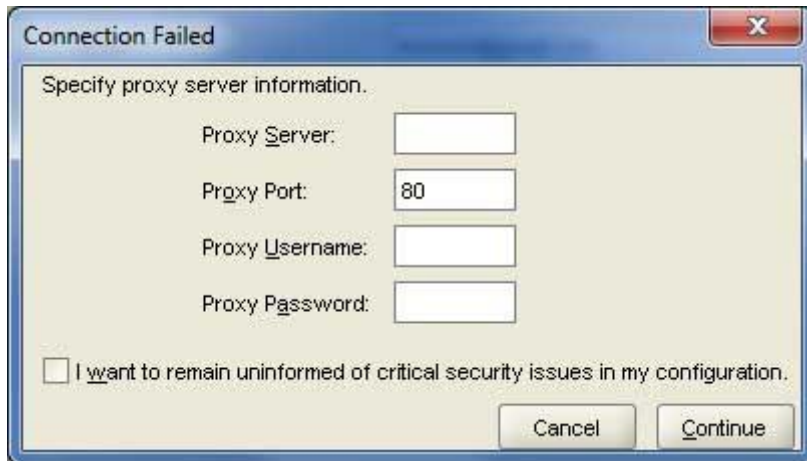 Connection Failed
Specify proxy server information.
Proxy Server:
Proxy Port: 80
Proxy Username:
Proxy Password:
I want to remain uninformed of critical security issues in my configuration.
Cancel Continue